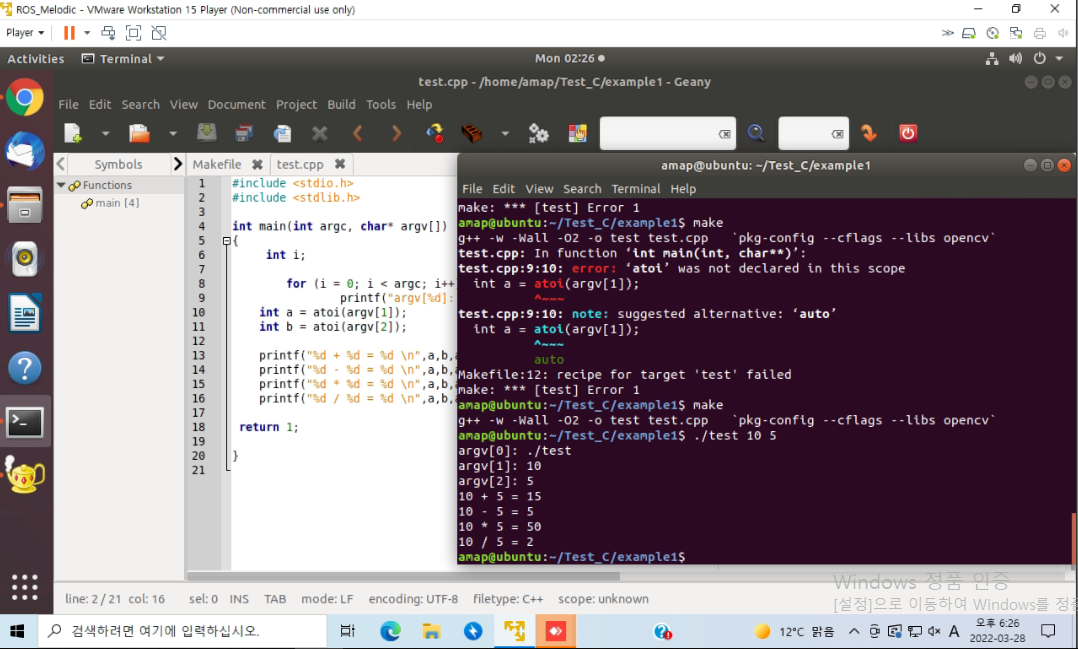 ROS_Melodic - VMware Workstation 15 Player (Non-commercial use only)
Player
Activities Terminal Mon 02:26
test.cpp - /home/amap/Test_C/example1 - Geany
File Edit Search View Document Project Build Tools Help
Symbols
Functions
main [4]
Makefile test.cpp
1 #include <stdio.h>
2 #include <stdlib.h>
3
4 int main(int argc, char* argv[])
5 {
6 int i;
7
8 for (i = 0; i < argc; i++
9 printf("argv[%d]:
10 int a = atoi(argv[1]);
11 int b = atoi(argv[2]);
12
13 printf("%d + %d = %d \n",a,b,
14 printf("%d - %d = %d \n",a,b,
15 printf("%d * %d = %d \n",a,b,
16 printf("%d / %d = %d \n",a,b,
17
18 return 1;
19
20 }
21
amap@ubuntu: ~/Test_C/example1
File Edit View Search Terminal Help
make: *** [test] Error 1
amap@ubuntu:~/Test_C/example1$ make
g++ -w -Wall -O2 -o test test.cpp `pkg-config --cflags --libs opencv`
test.cpp: In function ‘int main(int, char**)’:
test.cpp:9:10: error: ‘atoi’ was not declared in this scope
int a = atoi(argv[1]);
^~~~
test.cpp:9:10: note: suggested alternative: ‘auto’
int a = atoi(argv[1]);
^~~~
auto
Makefile:12: recipe for target 'test' failed
make: *** [test] Error 1
amap@ubuntu:~/Test_C/example1$ make
g++ -w -Wall -O2 -o test test.cpp `pkg-config --cflags --libs opencv`
amap@ubuntu:~/Test_C/example1$ ./test 10 5
argv[0]: ./test
argv[1]: 10
argv[2]: 5
10 + 5 = 15
10 - 5 = 5
10 * 5 = 50
10 / 5 = 2
amap@ubuntu:~/Test_C/example1$
Windows 정품 인증
[설정]으로 이동하여 Windows를 정품
line: 2 / 21 col: 16 sel: 0 INS TAB mode: LF encoding: UTF-8 filetype: C++ scope: unknown
검색하려면 여기에 입력하십시오.
12°C 맑음
A
오후 6:26
2022-03-28